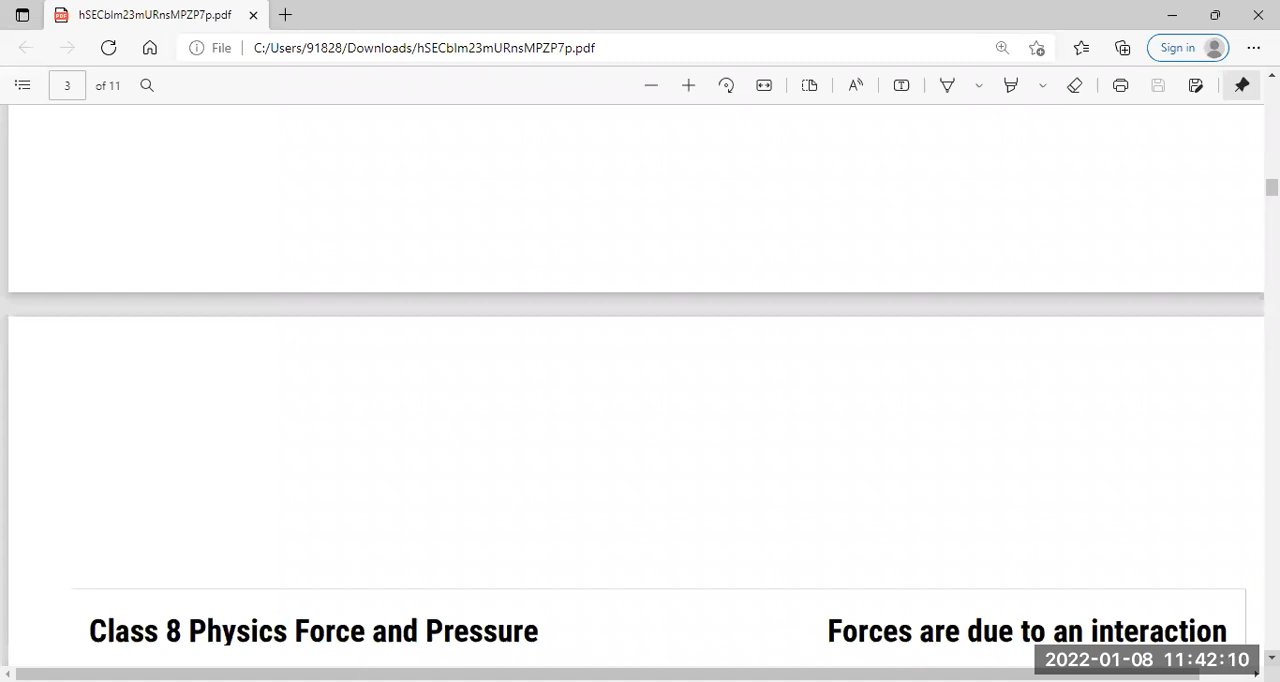 hSECblm23mURnsMPZP7p.pdf
File C:/Users/91828/Downloads/hSECblm23mURnsMPZP7p.pdf
Sign in
3 of 11
Class 8 Physics Force and Pressure
Forces are due to an interaction
2022-01-08 11:42:10